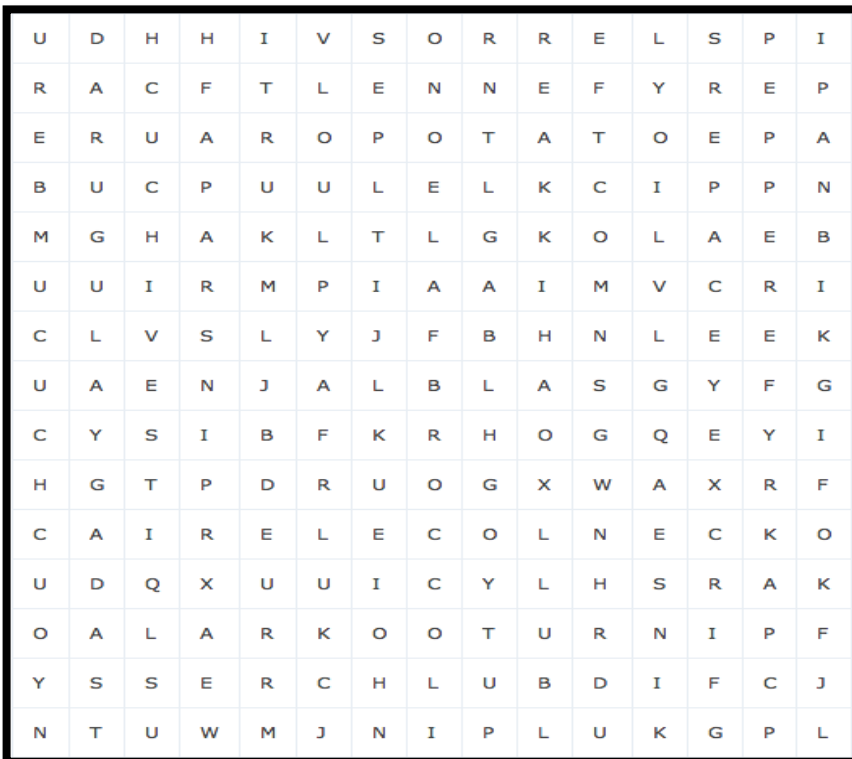 U D H H I V S O R R E L S P I
R A C F T L E N N E F Y R E P
E R U A R O P O T A T O E P A
B U C P U U L E L K C I P P N
M G H A K L T L G K O L A E B
U U I R M P I A A I M V C R I
C L V S L Y J F B H N L E E K
U A E N J A L B L A S G Y F G
C Y S I B F K R H O G Q E Y I
H G T P D R U O G X W A X R F
C A I R E L E C O L N E C K O
U D Q X U U I C Y L H S R A K
O A L A R K O O T U R N I P F
Y S S E R C H L U B D I F C J
N T U W M J N I P L U K G P L